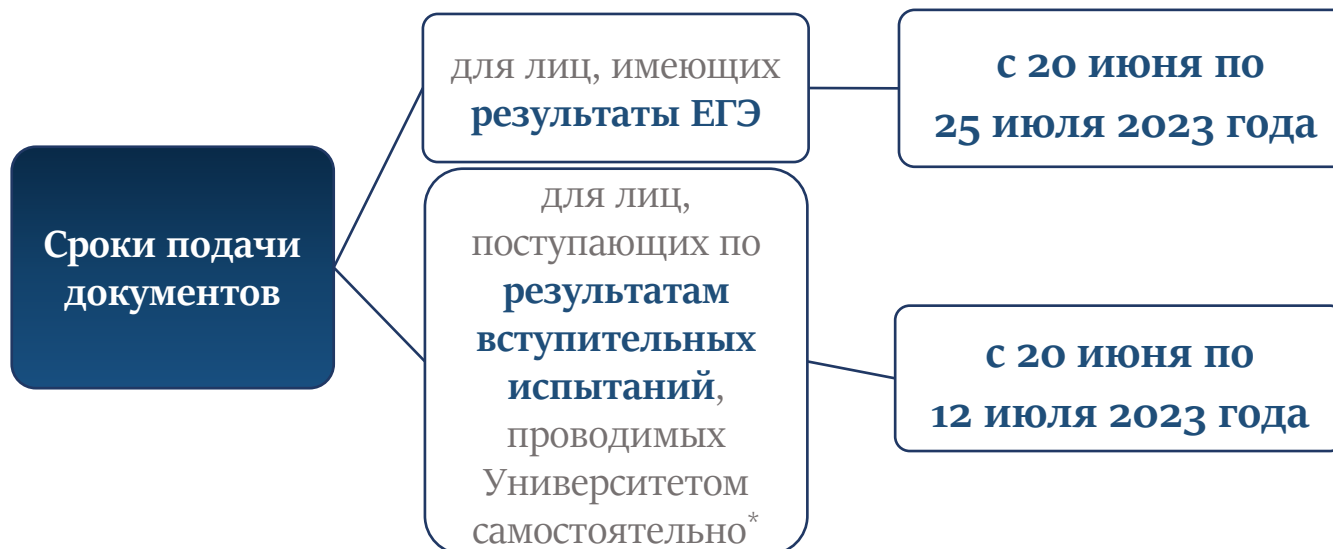 Сроки подачи
документов
для лиц, имеющих
результаты ЕГЭ
с 20 июня по
25 июля 2023 года
для лиц,
поступающих по
результатам
вступительных
испытаний,
проводимых
Университетом
самостоятельно*
с 20 июня по
12 июля 2023 года